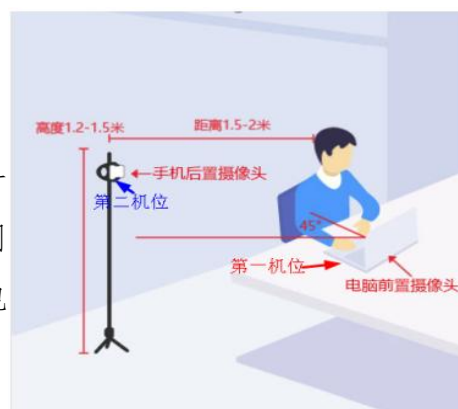 高度1.2-1.5米
距离1.5-2米
手机后置摄像头
第二机位
45°
第一机位
电脑前置摄像头